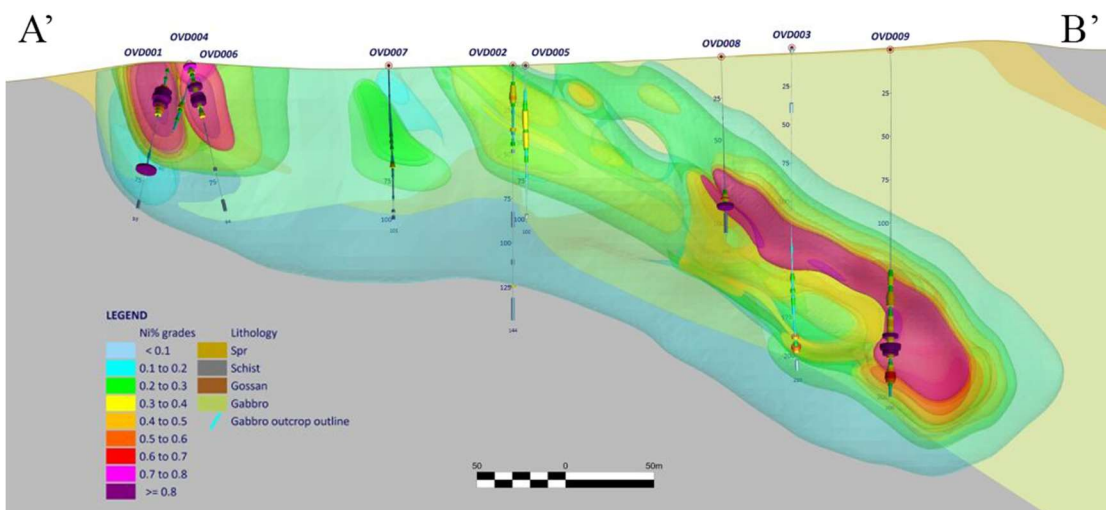 A’
B’
OVD004
OVD001
OVD006
OVD007
OVD002
OVD005
OVD008
OVD003
OVD009
25
25
25
50
50
50
75
75
75
75
75
75
100
100
100
100
125
144
LEGEND
Ni% grades Lithology
< 0.1 Spr
0.1 to 0.2 Schist
0.2 to 0.3 Gossan
0.3 to 0.4 Gabbro
0.4 to 0.5 Gabbro outcrop outline
0.5 to 0.6
0.6 to 0.7
0.7 to 0.8
>= 0.8
50 0 50m